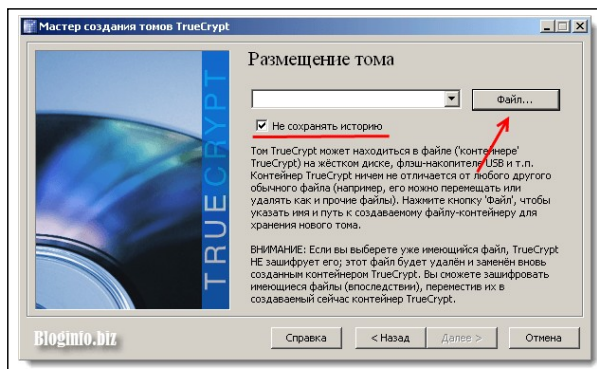 Мастер создания томов TrueCrypt
Размещение тома
Файл...
Не сохранять историю
Том TrueCrypt может находиться в файле ('контейнере'
TrueCrypt) на жёстком диске, флэш-накопителе USB и т.п.
Контейнер TrueCrypt ничем не отличается от любого другого
обычного файла (например, его можно перемещать или
удалять как и прочие файлы). Нажмите кнопку 'Файл', чтобы
указать имя и путь к создаваемому файлу-контейнеру для
хранения нового тома.
ВНИМАНИЕ: Если вы выберете уже имеющийся файл, TrueCrypt
НЕ зашифрует его; этот файл будет удалён и заменён вновь
созданным контейнером TrueCrypt. Вы сможете зашифровать
имеющиеся файлы (впоследствии), переместив их в
создаваемый сейчас контейнер TrueCrypt.
TRUECRYPT
Bloginfo.biz
Справка
< Назад
Далее >
Отмена